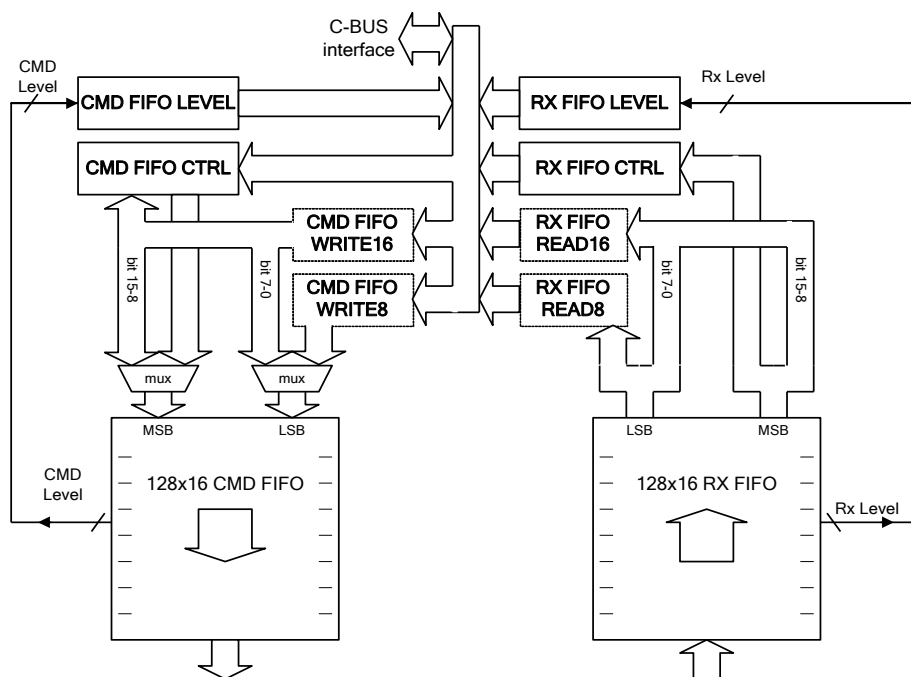 C-BUS
interface
CMD
Level
Rx Level
CMD FIFO LEVEL
RX FIFO LEVEL
CMD FIFO CTRL
RX FIFO CTRL
CMD FIFO
WRITE16
RX FIFO
READ16
bit 15-8
bit 7-0
bit 7-0
bit 15-8
CMD FIFO
WRITE8
RX FIFO
READ8
mux
mux
MSB
LSB
LSB
MSB
CMD
Level
128x16 CMD FIFO
128x16 RX FIFO
Rx Level